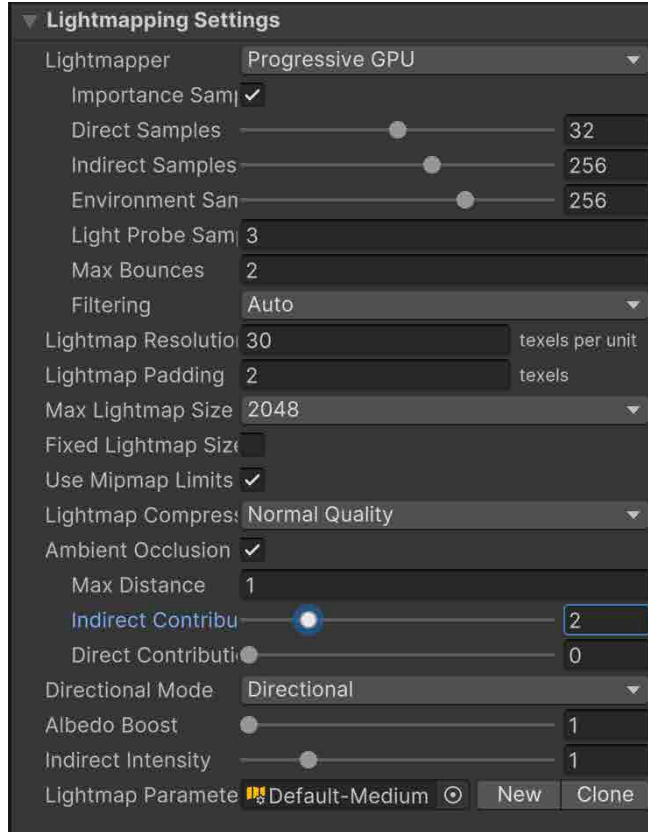 Lightmapping Settings
Lightmapper Progressive GPU
Importance Samp
Direct Samples 32
Indirect Samples 256
Environment Sam 256
Light Probe Sam 3
Max Bounces 2
Filtering Auto
Lightmap Resolutio 30 texels per unit
Lightmap Padding 2 texels
Max Lightmap Size 2048
Fixed Lightmap Size
Use Mipmap Limits
Lightmap Compress Normal Quality
Ambient Occlusion
Max Distance 1
Indirect Contribu 2
Direct Contributi 0
Directional Mode Directional
Albedo Boost 1
Indirect Intensity 1
Lightmap Paramete Default-Medium New Clone